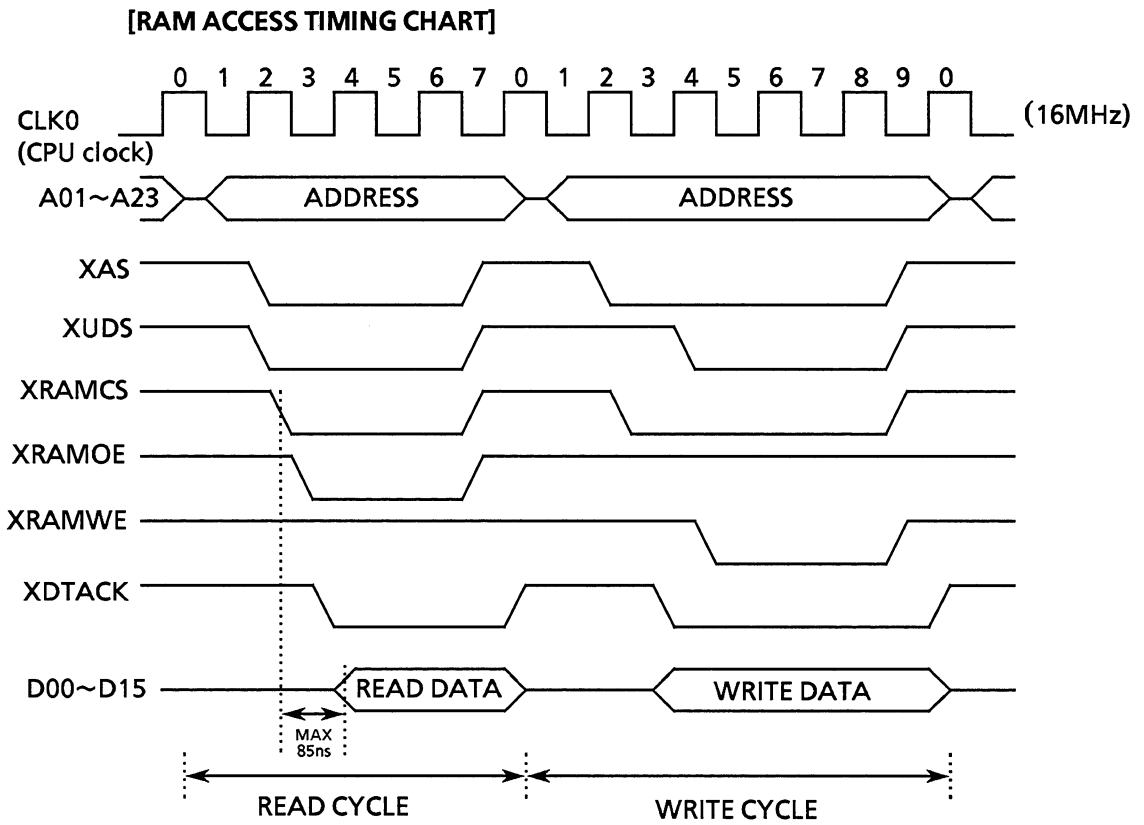 [RAM ACCESS TIMING CHART]
0 1 2 3 4 5 6 7 0 1 2 3 4 5 6 7 8 9 0
CLK0 (16MHz)
(CPU clock)
A01~A23 ADDRESS ADDRESS
XAS
XUDS
XRAMCS
XRAMOE
XRAMWE
XDTACK
D00~D15 READ DATA WRITE DATA
MAX
85ns
READ CYCLE WRITE CYCLE